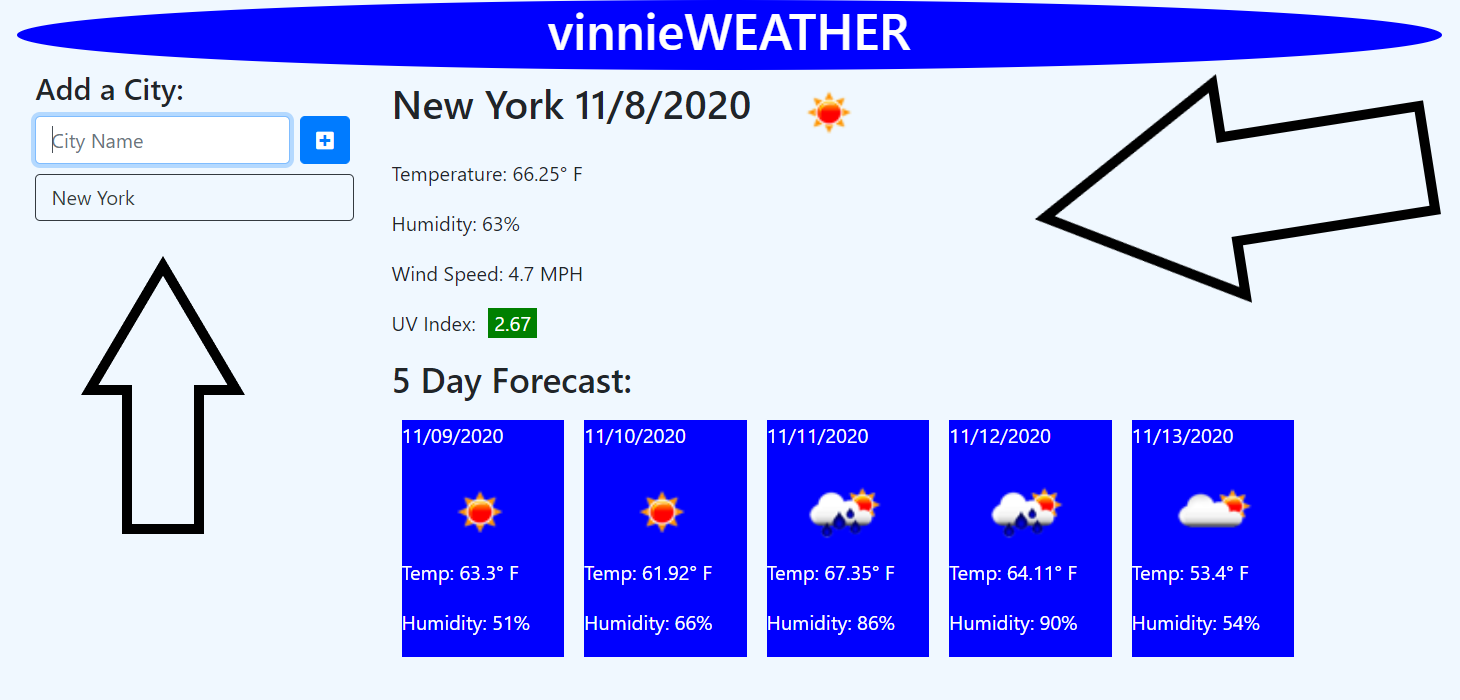 vinnieWEATHER
Add a City:
City Name
New York
New York 11/8/2020
Temperature: 66.25° F
Humidity: 63%
Wind Speed: 4.7 MPH
UV Index: 2.67
5 Day Forecast:
11/09/2020
Temp: 63.3° F
Humidity: 51%
11/10/2020
Temp: 61.92° F
Humidity: 66%
11/11/2020
Temp: 67.35° F
Humidity: 86%
11/12/2020
Temp: 64.11° F
Humidity: 90%
11/13/2020
Temp: 53.4° F
Humidity: 54%